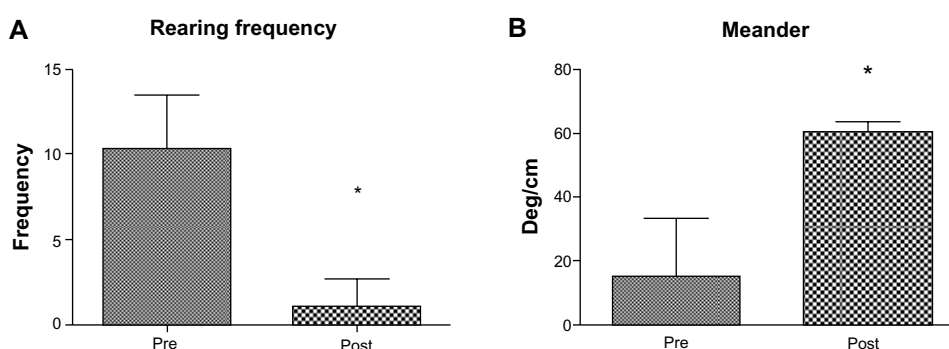 A
Rearing frequency
15
10
5
0
Frequency
*
Pre
Post
B
Meander
80
60
40
20
0
Deg/cm
*
Pre
Post